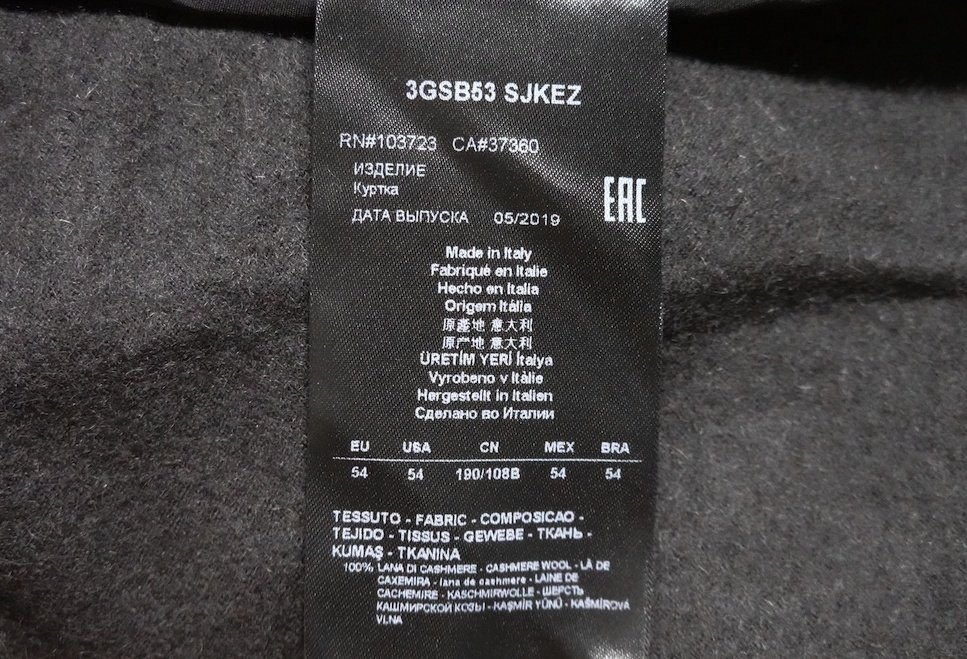 3GSB53 SJKEZ
RN#103723 CA#37360
ИЗДЕЛИЕ
Куртка
ДАТА ВЫПУСКА 05/2019
EAC
Made in Italy
Fabriqué en Italie
Hecho en Italia
Origem Itália
原產地 意大利
原产地 意大利
ÜRETİM YERİ İtalya
Vyrobeno v Itálie
Hergestellt in Italien
Сделано во Италии
EU USA CN MEX BRA
54 54 190/108B 54 54
TESSUTO - FABRIC - COMPOSICAO -
TEJIDO - TISSUS - GEWEBE - ТКАНЬ -
KUMAŞ - TKANINA
100% LANA DI CASHMERE - CASHMERE WOOL - LÃ DE
CAXEMIRA - lana de cashmere - LAINE DE
CACHEMIRE - KASCHMIRWOLLE - ШЕРСТЬ
КАШМИРСКОЙ КОЗЫ - KAŞMİR YÜNÜ - KAŠMÍROVÁ
VLNA